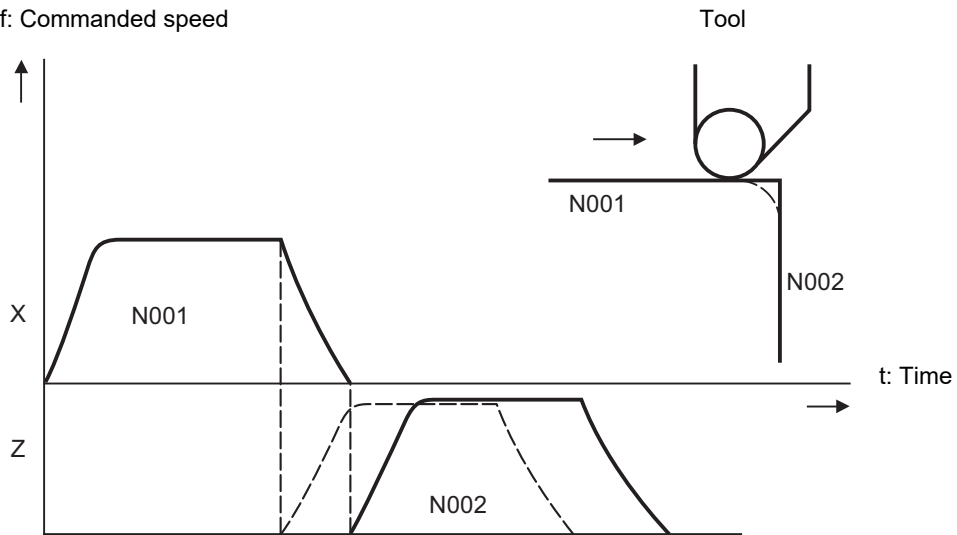 f: Commanded speed
Tool
N001
N002
X
N001
t: Time
Z
N002